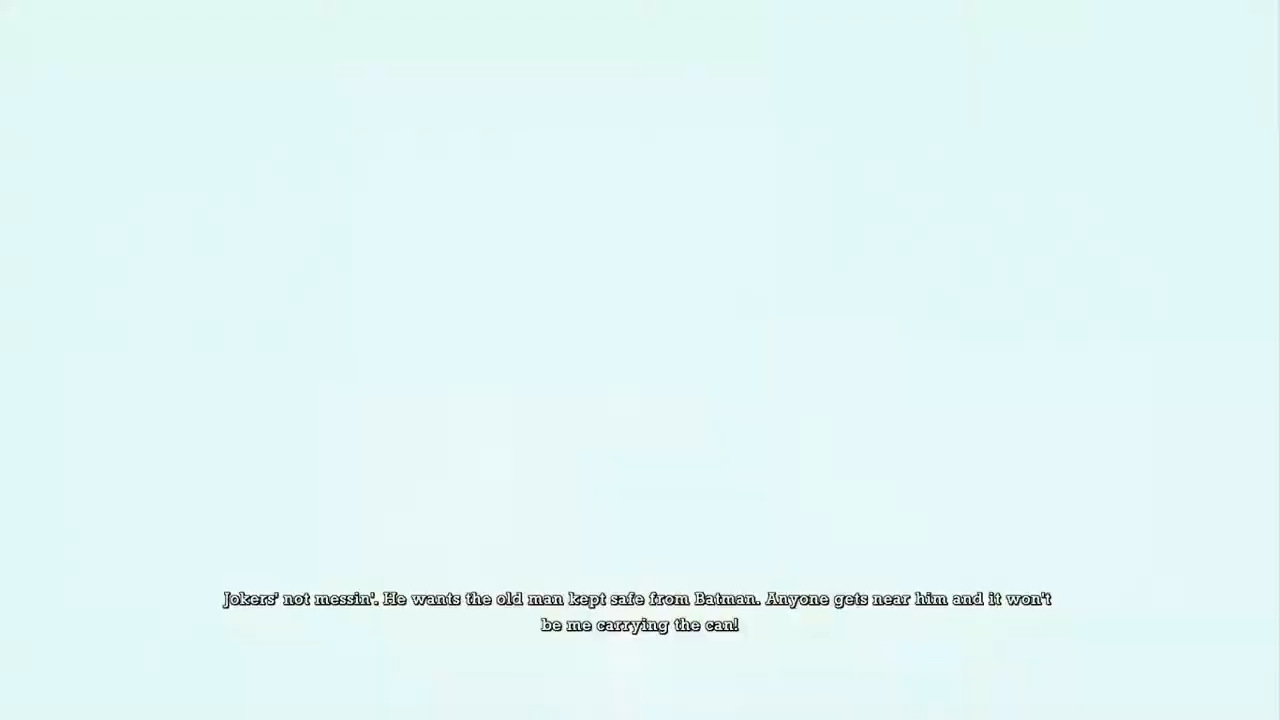 Jokers' not messin'. He wants the old man kept safe from Batman. Anyone gets near him and it won't
be me carrying the can!